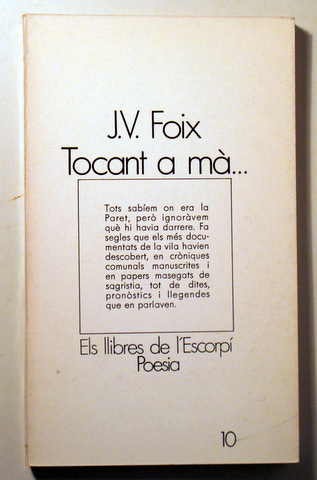 J.V. Foix
Tocant a mà...
Tots sabíem on era la
Paret, però ignoràvem
què hi havia darrere. Fa
segles que els més docu-
mentats de la vila havien
descobert, en cròniques
comunals manuscrites i
en papers masegats de
sagristia, tot de dites,
pronòstics i llegendes
que en parlaven.
Els llibres de l'Escorpí
Poesia
10